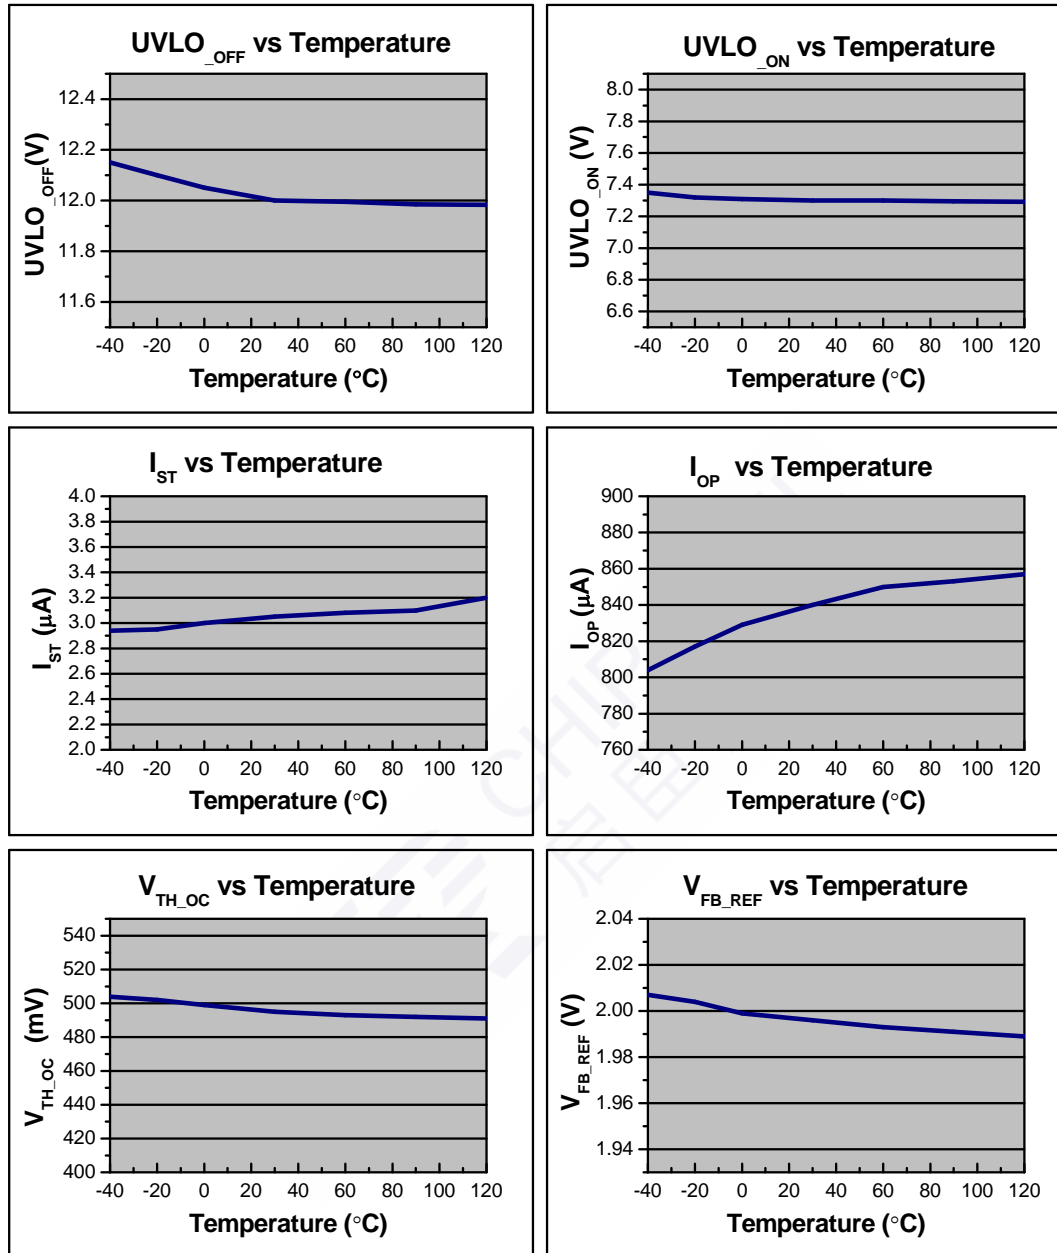 UVLO_OFF vs Temperature
UVLO_OFF(V)
12.4
12.2
12.0
11.8
11.6
-40 -20 0 20 40 60 80 100 120
Temperature (°C)
UVLO_ON vs Temperature
UVLO_ON (V)
8.0
7.8
7.6
7.4
7.2
7.0
6.8
6.6
-40 -20 0 20 40 60 80 100 120
Temperature (°C)
I_ST vs Temperature
I_ST (μA)
4.0
3.8
3.6
3.4
3.2
3.0
2.8
2.6
2.4
2.2
2.0
-40 -20 0 20 40 60 80 100 120
Temperature (°C)
I_OP vs Temperature
I_OP (μA)
900
880
860
840
820
800
780
760
-40 -20 0 20 40 60 80 100 120
Temperature (°C)
V_TH_OC vs Temperature
V_TH_OC (mV)
540
520
500
480
460
440
420
400
-40 -20 0 20 40 60 80 100 120
Temperature (°C)
V_FB_REF vs Temperature
V_FB_REF (V)
2.04
2.02
2.00
1.98
1.96
1.94
-40 -20 0 20 40 60 80 100 120
Temperature (°C)